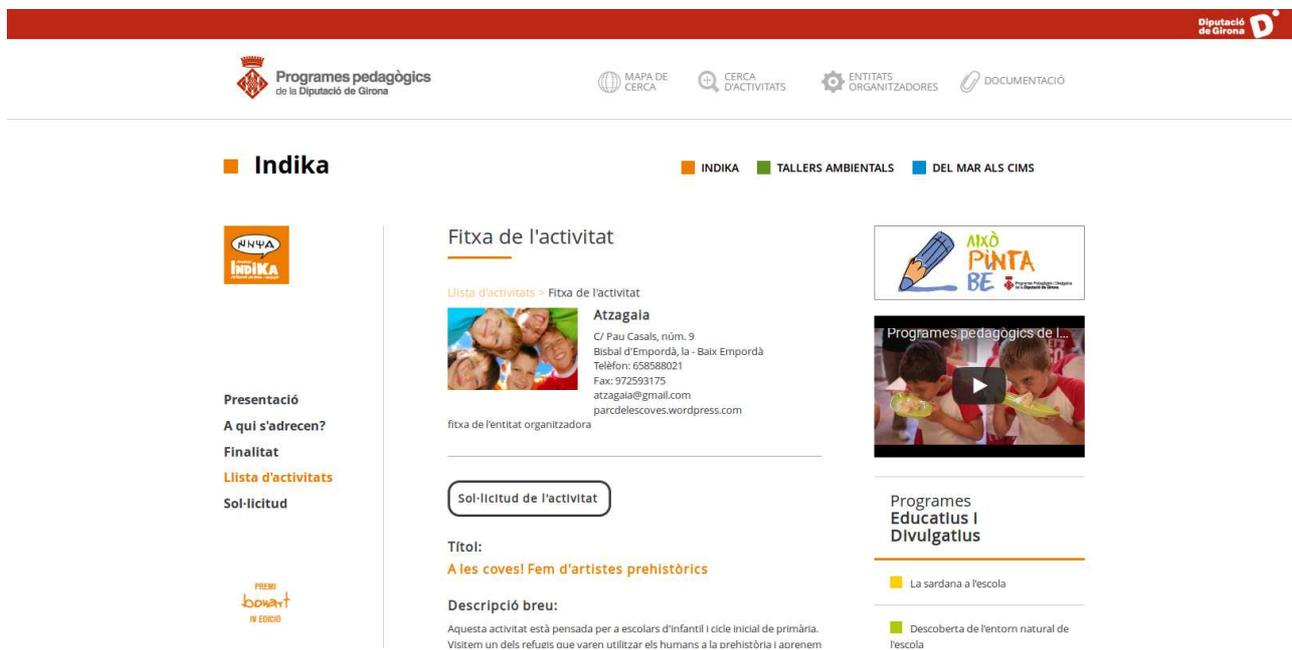 Diputació
de Girona
Programes pedagògics
de la Diputació de Girona
MAPA DE
CERCA
CERCA
D'ACTIVITATS
ENTITATS
ORGANITZADORES
DOCUMENTACIÓ
Indika
INDIKA
TALLERS AMBIENTALS
DEL MAR ALS CIMS
INDIKA
Presentació
A qui s'adrecen?
Finalitat
Llista d'activitats
Sol·licitud
PREMI
bonart
IV EDICIÓ
Fitxa de l'activitat
Llista d'activitats > Fitxa de l'activitat
Atzagaia
C/ Pau Casals, núm. 9
Bisbal d'Empordà, la - Baix Empordà
Telèfon: 658588021
Fax: 972593175
atzagaia@gmail.com
parcdelescoves.wordpress.com
fitxa de l'entitat organitzadora
Sol·licitud de l'activitat
Títol:
A les coves! Fem d'artistes prehistòrics
Descripció breu:
Aquesta activitat està pensada per a escolars d'infantil i cicle inicial de primària.
Visitem un dels refugis que varen utilitzar els humans a la prehistòria i aprenem
AIXÒ
PINTA
BE
Programes pedagògics de l...
Programes
Educatius i
Divulgatius
La sardana a l'escola
Descoberta de l'entorn natural de
l'escola